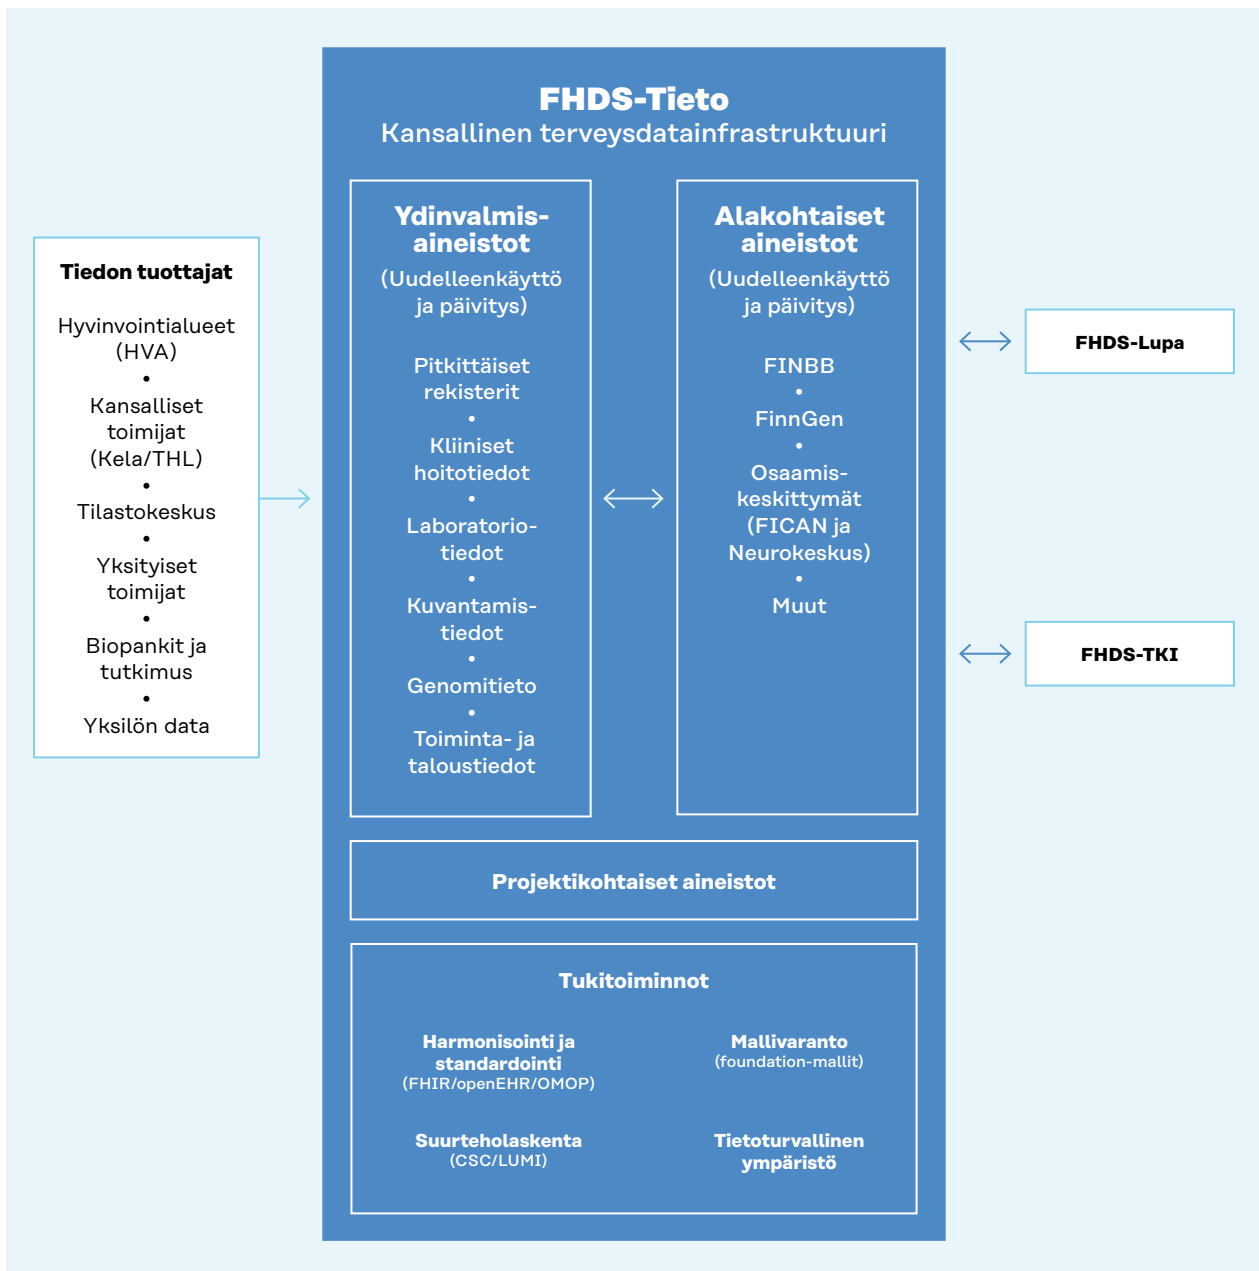 FHDS-Tieto
Kansallinen terveysdatainfrastruktuuri
Tiedon tuottajat
Hyvinvointialueet
(HVA)
•
Kansalliset
toimijat
(Kela/THL)
•
Tilastokeskus
•
Yksityiset
toimijat
•
Biopankit ja
tutkimus
•
Yksilön data
Ydinvalmis-
aineistot
(Uudelleenkäyttö
ja päivitys)
Pitkittäiset
rekisterit
•
Kliiniset
hoitotiedot
•
Laboratorio-
tiedot
•
Kuvantamis-
tiedot
•
Genomitieto
•
Toiminta- ja
taloustiedot
Alakohtaiset
aineistot
(Uudelleenkäyttö
ja päivitys)
FINBB
•
FinnGen
•
Osaamis-
keskittymät
(FICAN ja
Neurokeskus)
•
Muut
FHDS-Lupa
FHDS-TKI
Projektikohtaiset aineistot
Tukitoiminnot
Harmonisointi ja
standardointi
(FHIR/openEHR/OMOP)
Mallivaranto
(foundation-mallit)
Suurteholaskenta
(CSC/LUMI)
Tietoturvallinen
ympäristö